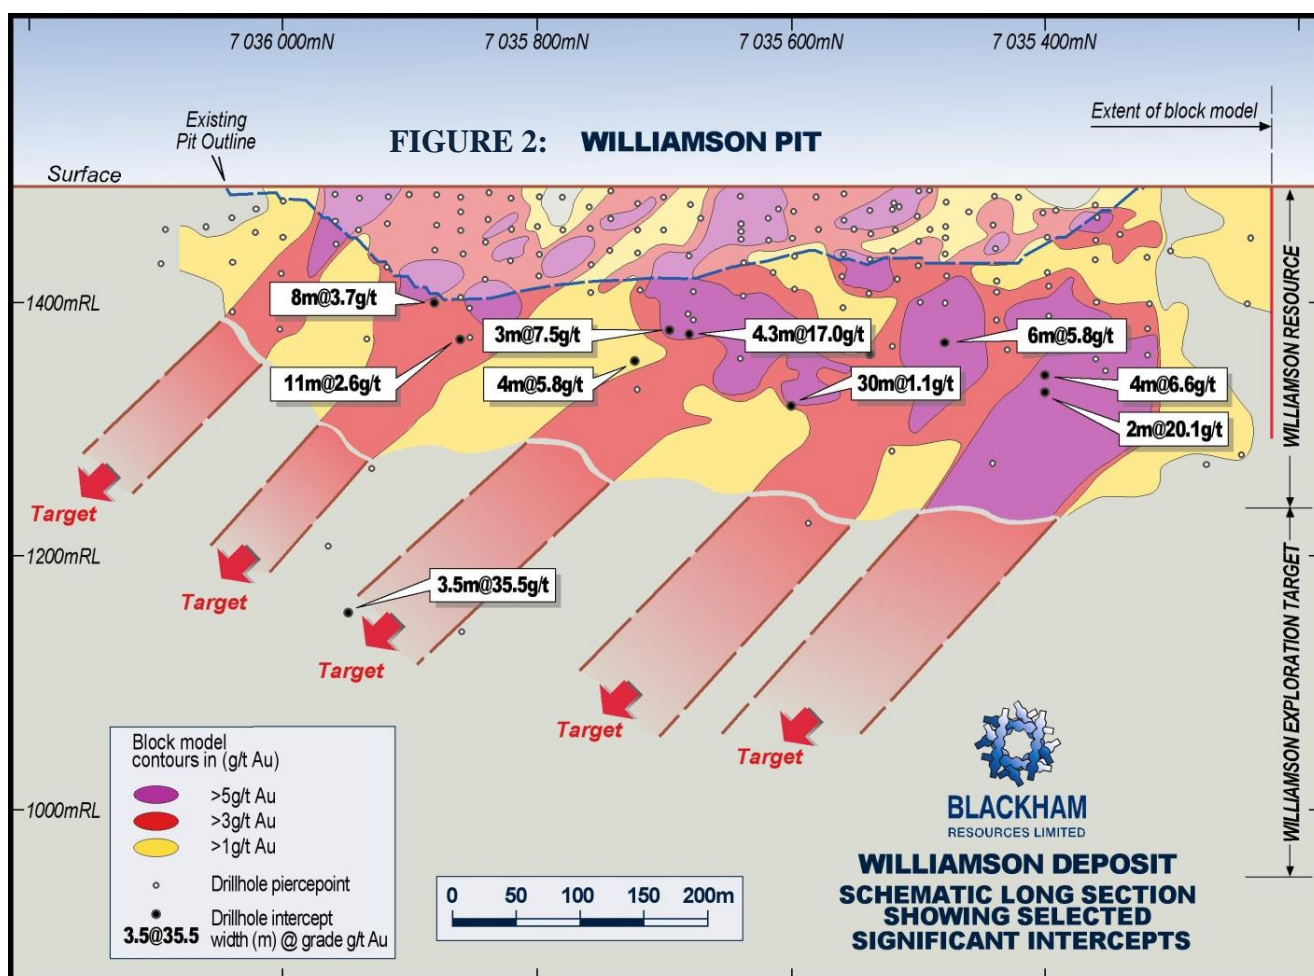 7 036 000mN
7 035 800mN
7 035 600mN
7 035 400mN
Existing
Pit Outline
FIGURE 2: WILLIAMSON PIT
Extent of block model
Surface
1400mRL
8m@3.7g/t
3m@7.5g/t
4.3m@17.0g/t
6m@5.8g/t
11m@2.6g/t
4m@5.8g/t
30m@1.1g/t
4m@6.6g/t
2m@20.1g/t
WILLIAMSON RESOURCE
Target
1200mRL
Target
3.5m@35.5g/t
Target
Target
Target
WILLIAMSON EXPLORATION TARGET
1000mRL
Block model
contours in (g/t Au)
>5g/t Au
>3g/t Au
>1g/t Au
Drillhole piercepoint
Drillhole intercept
3.5@35.5 width (m) @ grade g/t Au
0 50 100 150 200m
BLACKHAM
RESOURCES LIMITED
WILLIAMSON DEPOSIT
SCHEMATIC LONG SECTION
SHOWING SELECTED
SIGNIFICANT INTERCEPTS